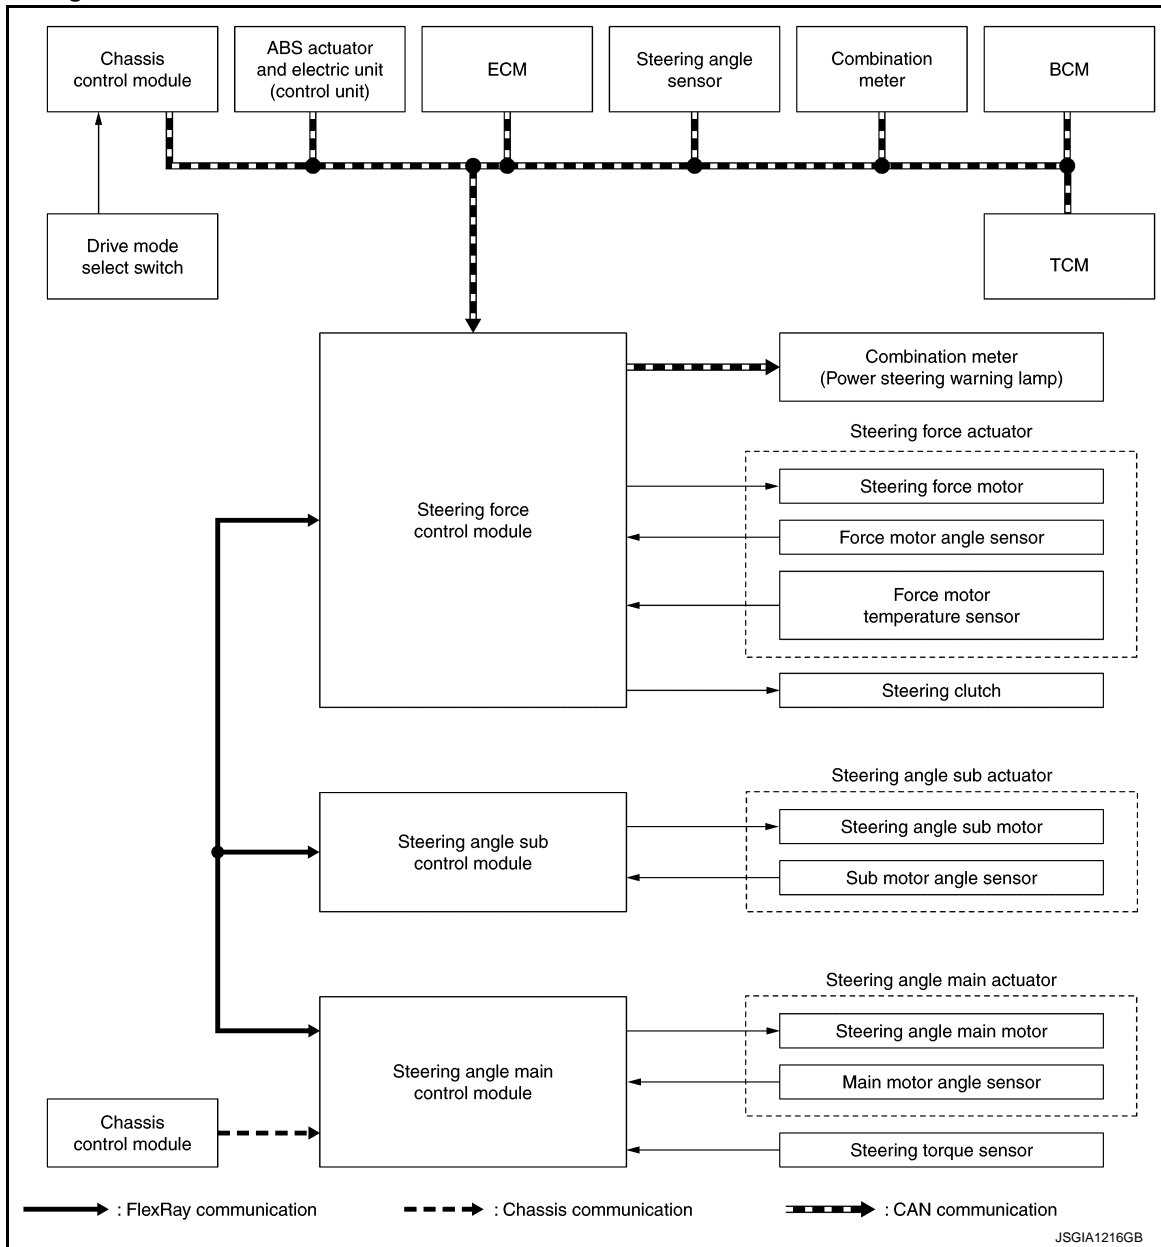 Chassis
control module
ABS actuator
and electric unit
(control unit)
ECM
Steering angle
sensor
Combination
meter
BCM
Drive mode
select switch
TCM
Combination meter
(Power steering warning lamp)
Steering force
control module
Steering force actuator
Steering force motor
Force motor angle sensor
Force motor
temperature sensor
Steering clutch
Steering angle sub
control module
Steering angle sub actuator
Steering angle sub motor
Sub motor angle sensor
Steering angle main
control module
Steering angle main actuator
Steering angle main motor
Main motor angle sensor
Chassis
control module
Steering torque sensor
: FlexRay communication
: Chassis communication
: CAN communication
JSGIA1216GB